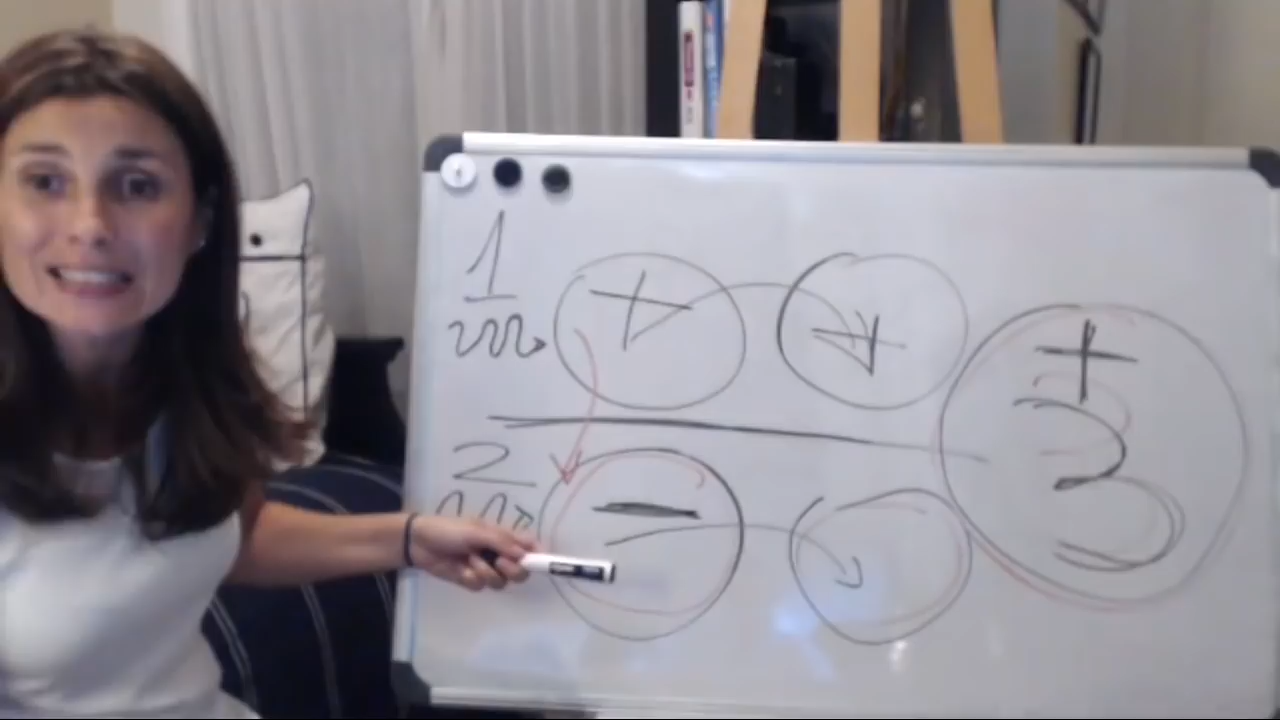 1 + +
+
3
2 -